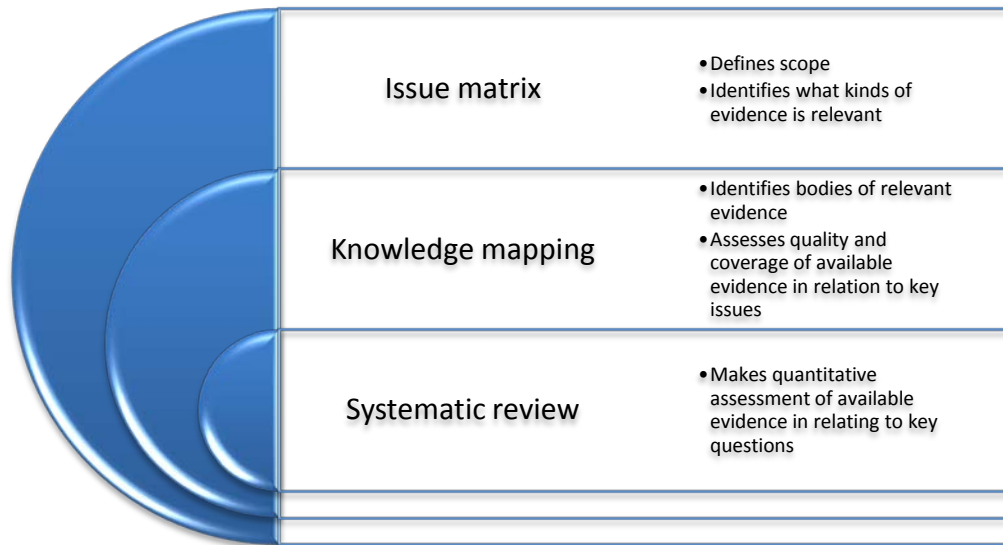 Issue matrix
•Defines scope
•Identifies what kinds of
evidence is relevant
Knowledge mapping
•Identifies bodies of relevant
evidence
•Assesses quality and
coverage of available
evidence in relation to key
issues
Systematic review
•Makes quantitative
assessment of available
evidence in relating to key
questions